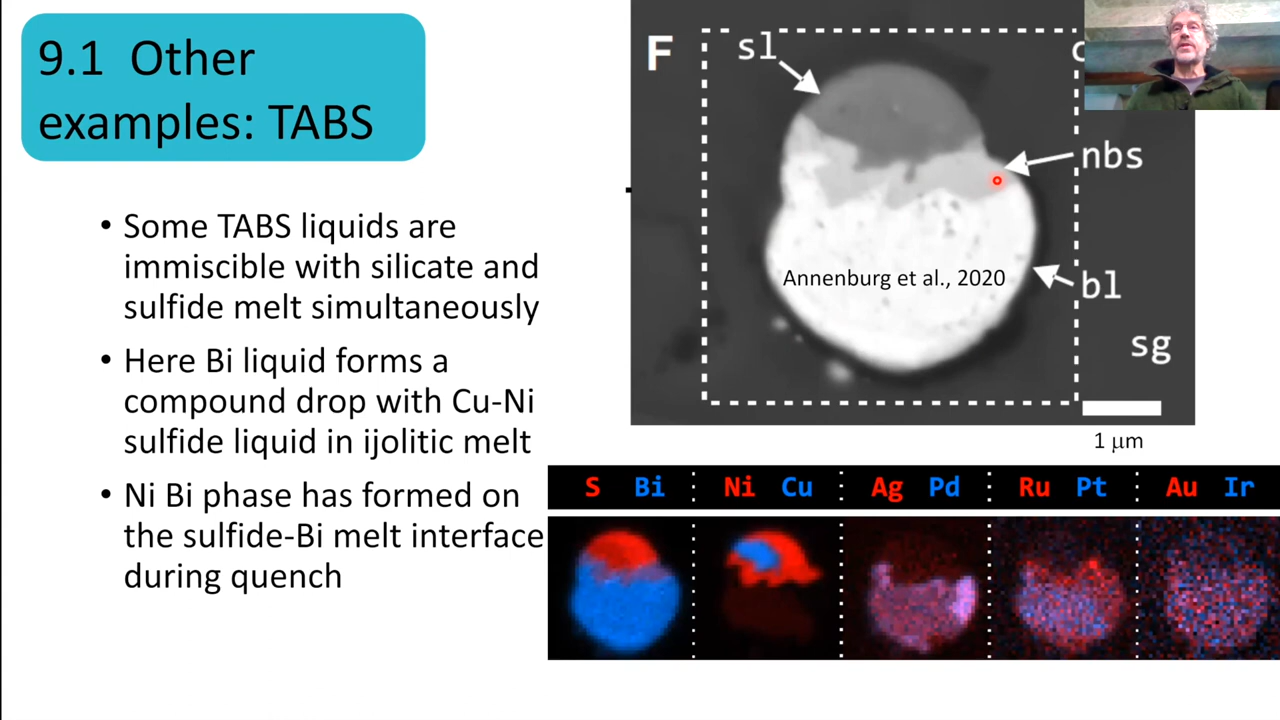 9.1 Other
examples: TABS
• Some TABS liquids are
immiscible with silicate and
sulfide melt simultaneously
• Here Bi liquid forms a
compound drop with Cu-Ni
sulfide liquid in ijolitic melt
• Ni Bi phase has formed on
the sulfide-Bi melt interface
during quench
F
sl
c
nbs
Annenburg et al., 2020
bl
sg
1 μm
S Bi Ni Cu Ag Pd Ru Pt Au Ir